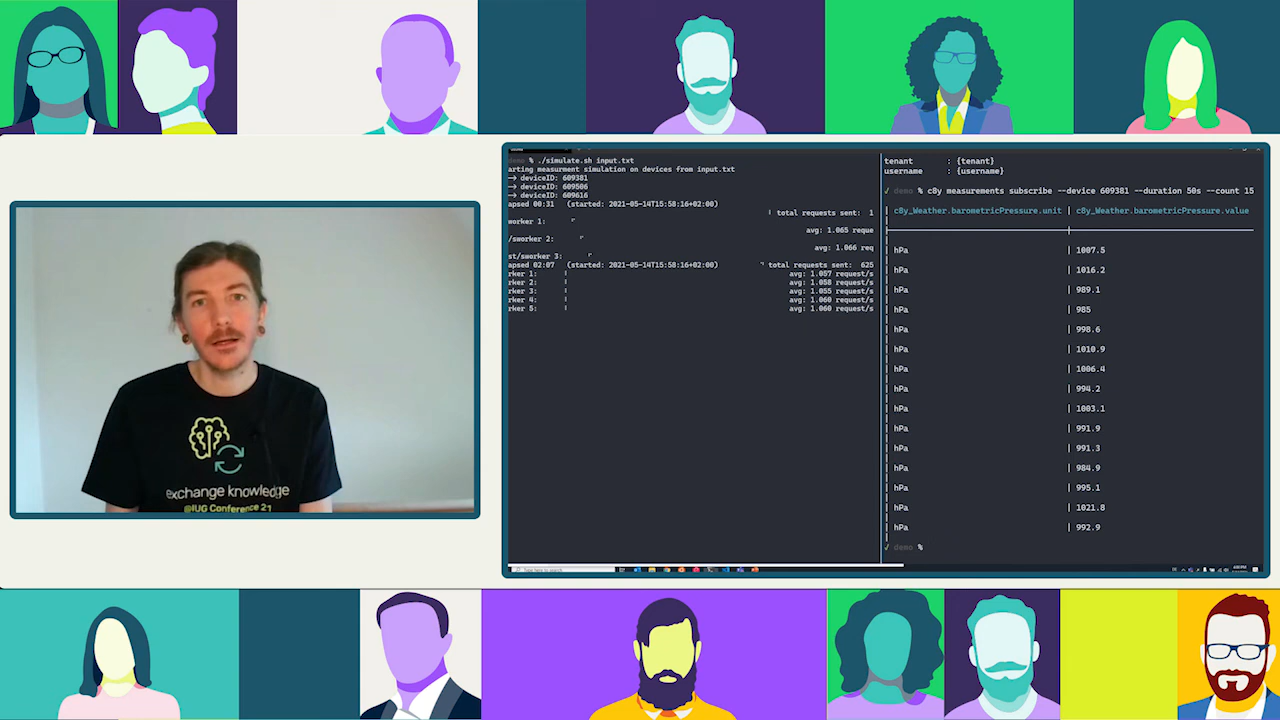 exchange knowledge
@IUG Conference 21
demo % ./simulate.sh input.txt
arting measurment simulation on devices from input.txt
—> deviceID: 609381
—> deviceID: 609506
—> deviceID: 609616
apsed 00:31 (started: 2021-05-14T15:58:16+02:00)
total requests sent: 1
worker 1:
avg: 1.065 reque
/sworker 2:
avg: 1.066 req
st/sworker 3:
apsed 02:07 (started: 2021-05-14T15:58:16+02:00) total requests sent: 625
rker 1: avg: 1.057 request/s
rker 2: avg: 1.058 request/s
rker 3: avg: 1.055 request/s
rker 4: avg: 1.060 request/s
rker 5: avg: 1.060 request/s
tenant : {tenant}
username : {username}
✓ demo % c8y measurements subscribe --device 609381 --duration 50s --count 15
| c8y_Weather.barometricPressure.unit | c8y_Weather.barometricPressure.value
hPa | 1007.5
hPa | 1016.2
hPa | 989.1
hPa | 985
hPa | 998.6
hPa | 1010.9
hPa | 1006.4
hPa | 994.2
hPa | 1003.1
hPa | 991.9
hPa | 991.3
hPa | 984.9
hPa | 995.1
hPa | 1021.8
hPa | 992.9
✓ demo %
Type here to search